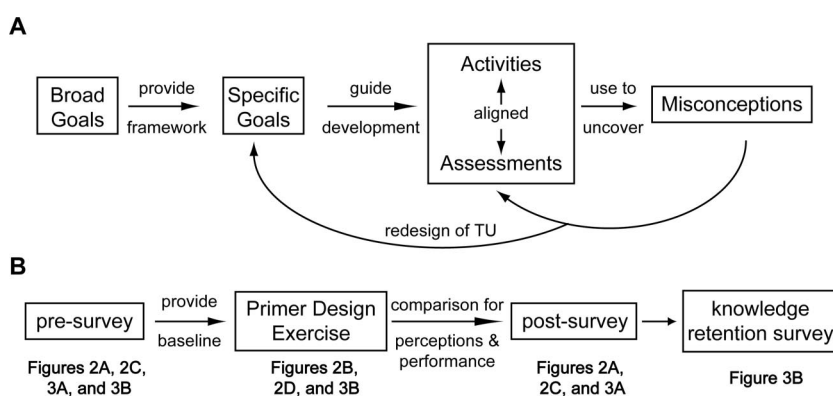 A
Broad
Goals
provide
framework
Specific
Goals
guide
development
Activities
aligned
Assessments
use to
uncover
Misconceptions
redesign of TU
B
pre-survey
provide
baseline
Primer Design
Exercise
comparison for
perceptions &
performance
post-survey
knowledge
retention survey
Figures 2A, 2C,
3A, and 3B
Figures 2B,
2D, and 3B
Figures 2A,
2C, and 3A
Figure 3B